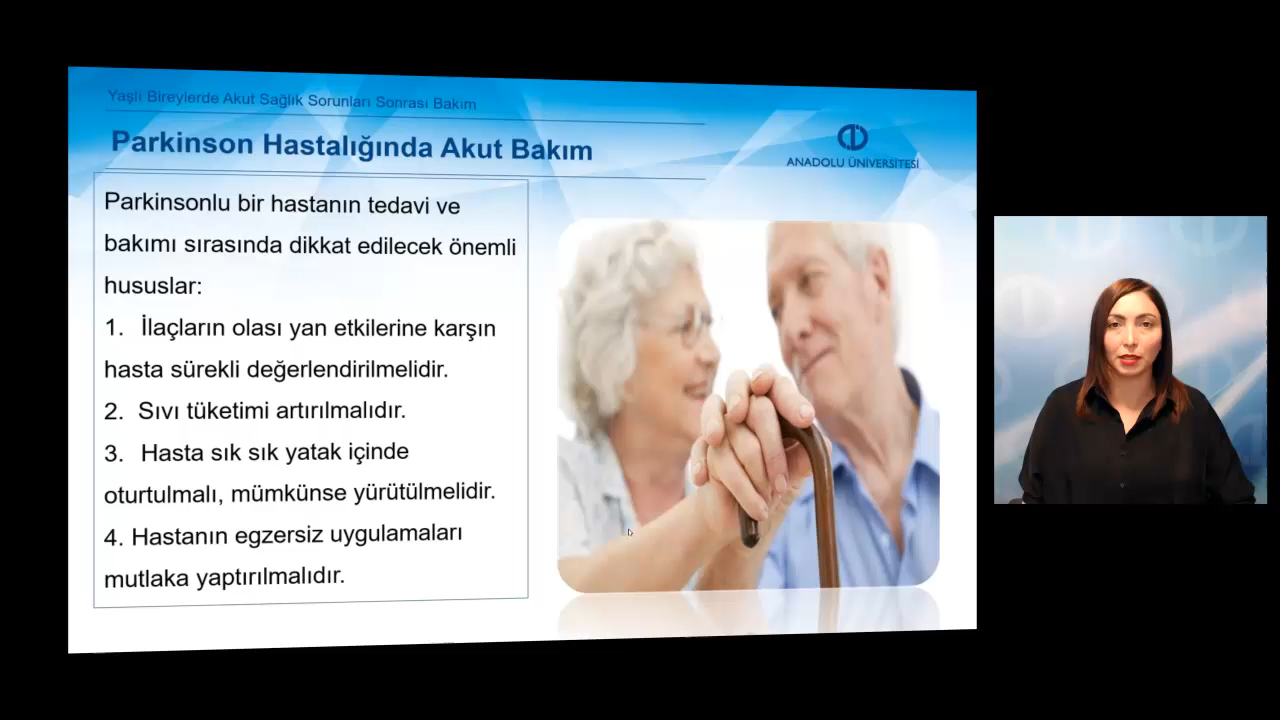 Yaşlı Bireylerde Akut Sağlık Sorunları Sonrası Bakım
Parkinson Hastalığında Akut Bakım
ANADOLU ÜNİVERSİTESİ
Parkinsonlu bir hastanın tedavi ve
bakımı sırasında dikkat edilecek önemli
hususlar:
1. İlaçların olası yan etkilerine karşın
hasta sürekli değerlendirilmelidir.
2. Sıvı tüketimi artırılmalıdır.
3. Hasta sık sık yatak içinde
oturtulmalı, mümkünse yürütülmelidir.
4. Hastanın egzersiz uygulamaları
mutlaka yaptırılmalıdır.